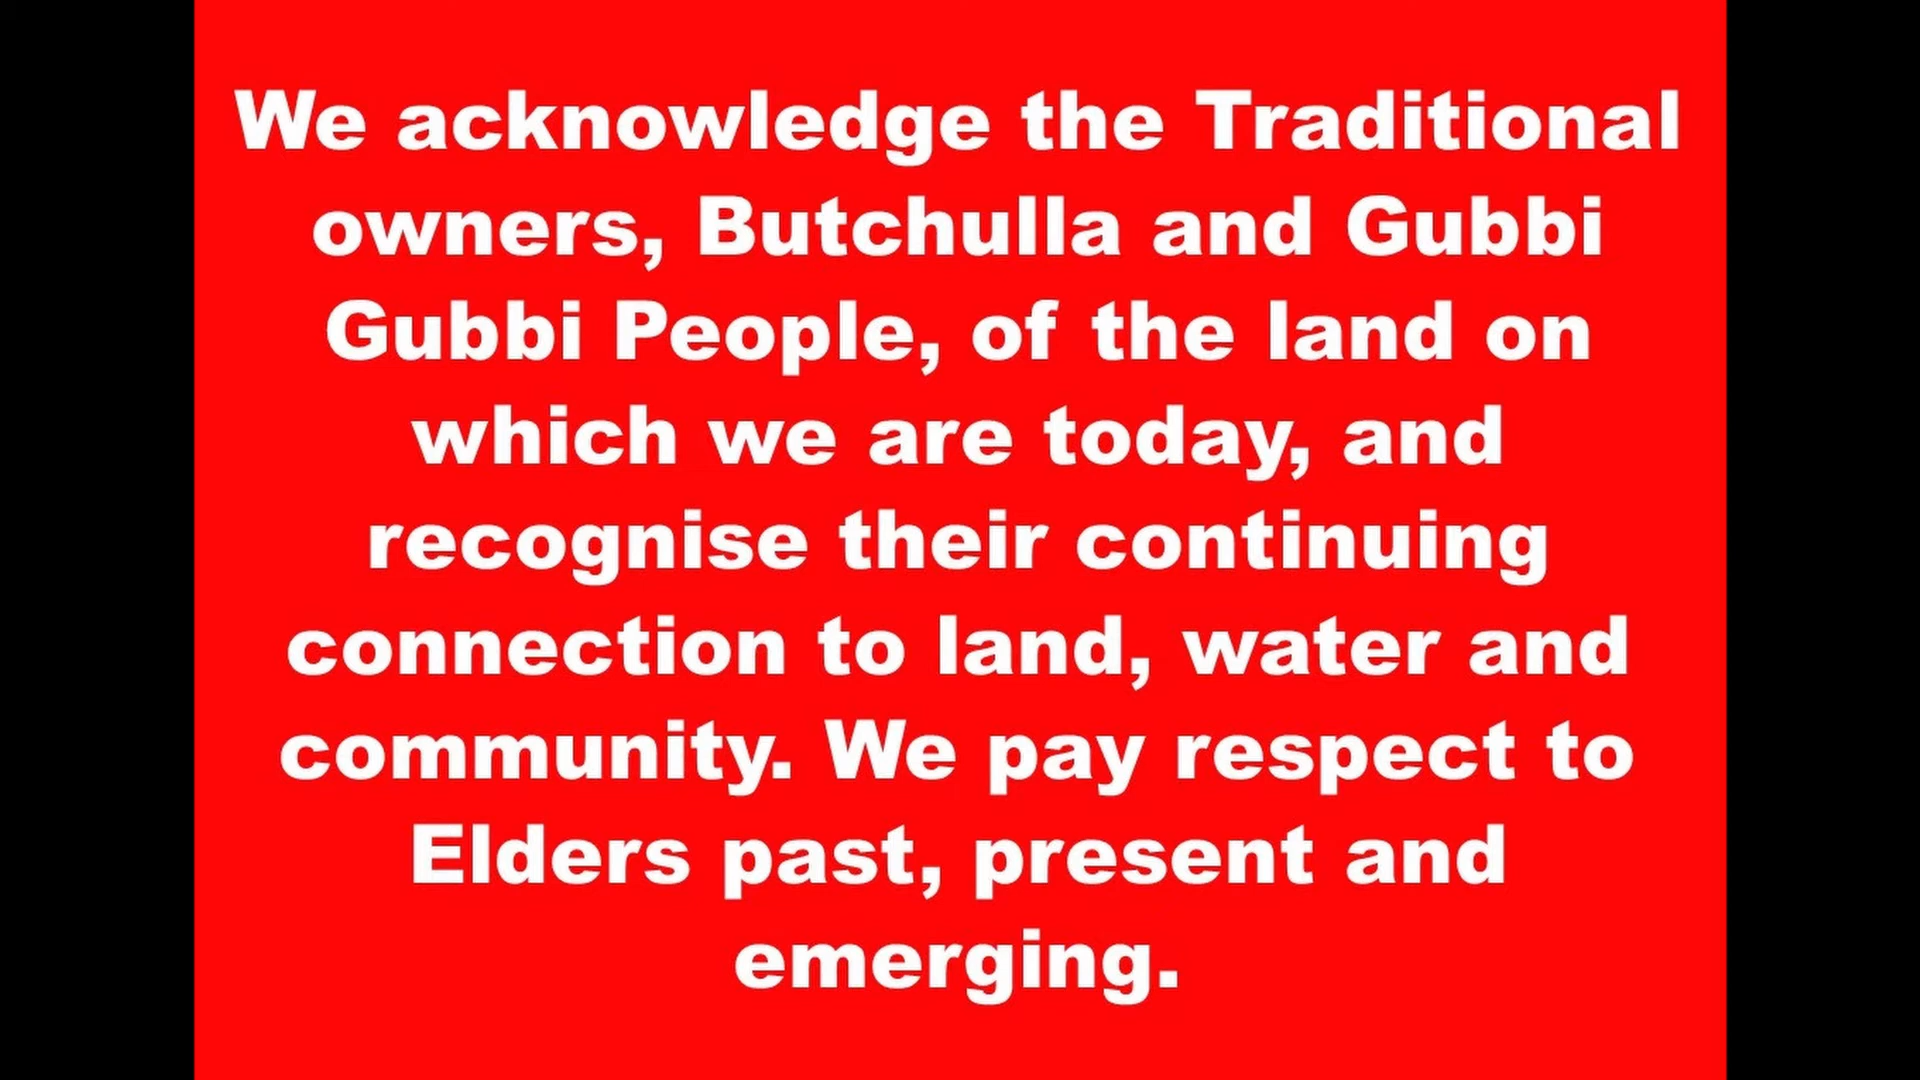 We acknowledge the Traditional
owners, Butchulla and Gubbi
Gubbi People, of the land on
which we are today, and
recognise their continuing
connection to land, water and
community. We pay respect to
Elders past, present and
emerging.